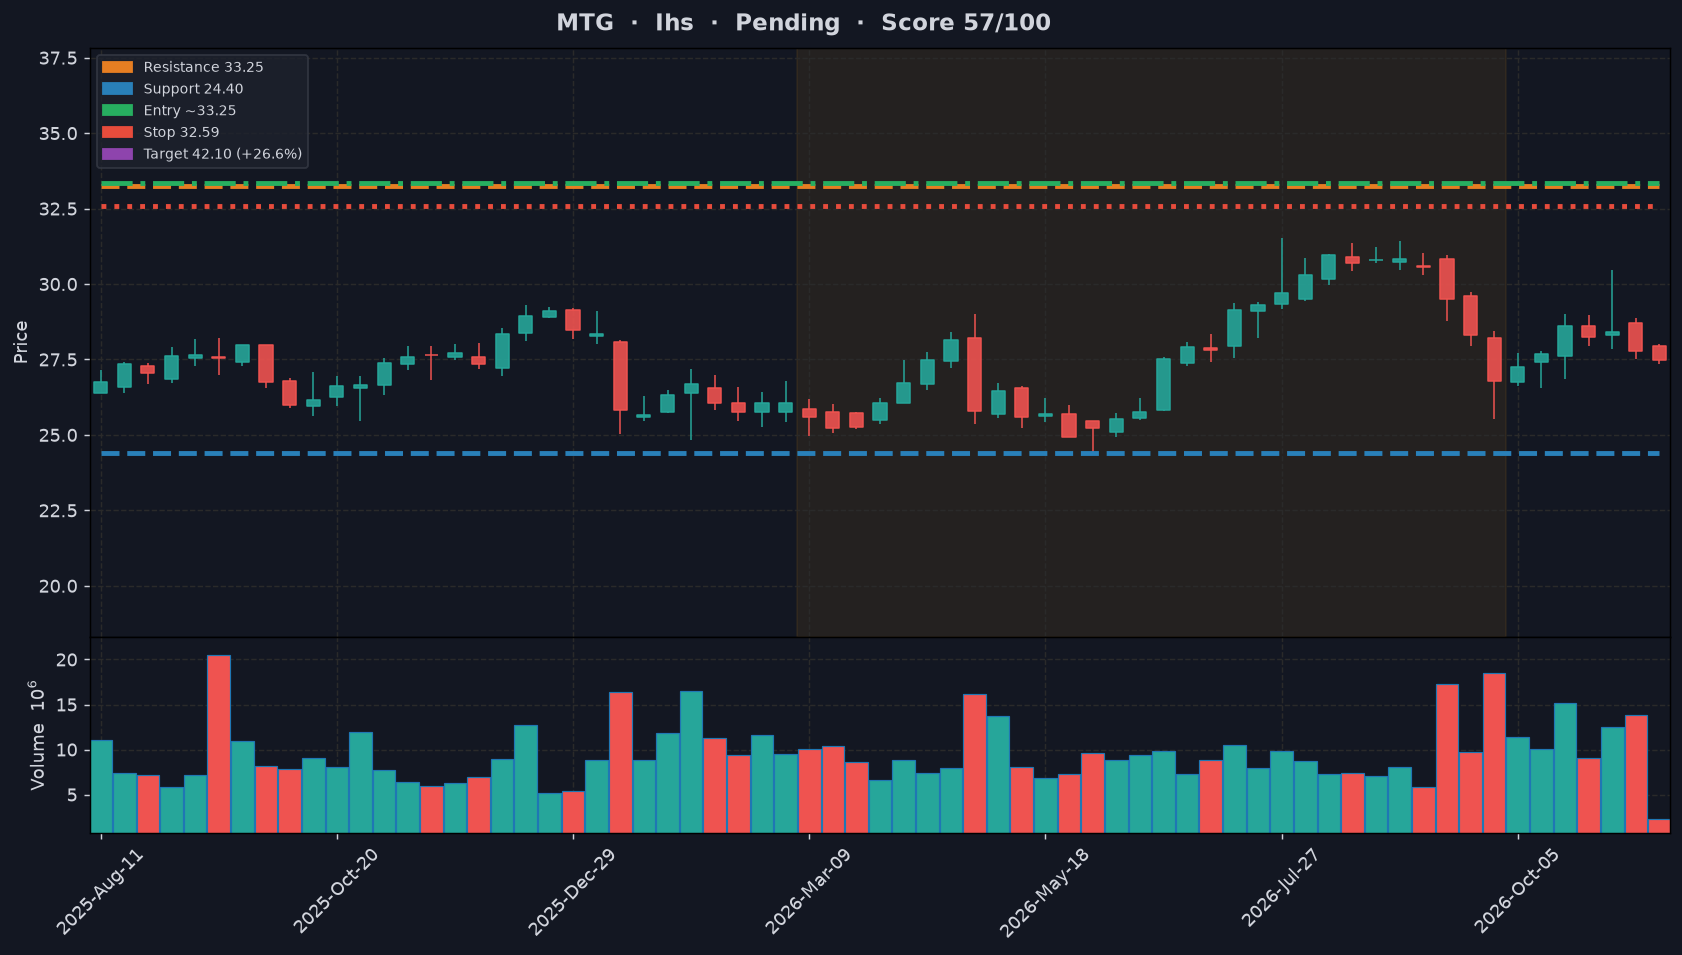 MTG · Ihs · Pending · Score 57/100
Resistance 33.25
Support 24.40
Entry ~33.25
Stop 32.59
Target 42.10 (+26.6%)
Price
37.5
35.0
32.5
30.0
27.5
25.0
22.5
20.0
Volume 10⁶
20
15
10
5
2025-Aug-11
2025-Oct-20
2025-Dec-29
2026-Mar-09
2026-May-18
2026-Jul-27
2026-Oct-05